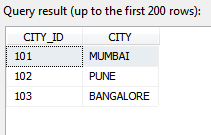 Query result (up to the first 200 rows):
CITY_ID CITY
101 MUMBAI
102 PUNE
103 BANGALORE